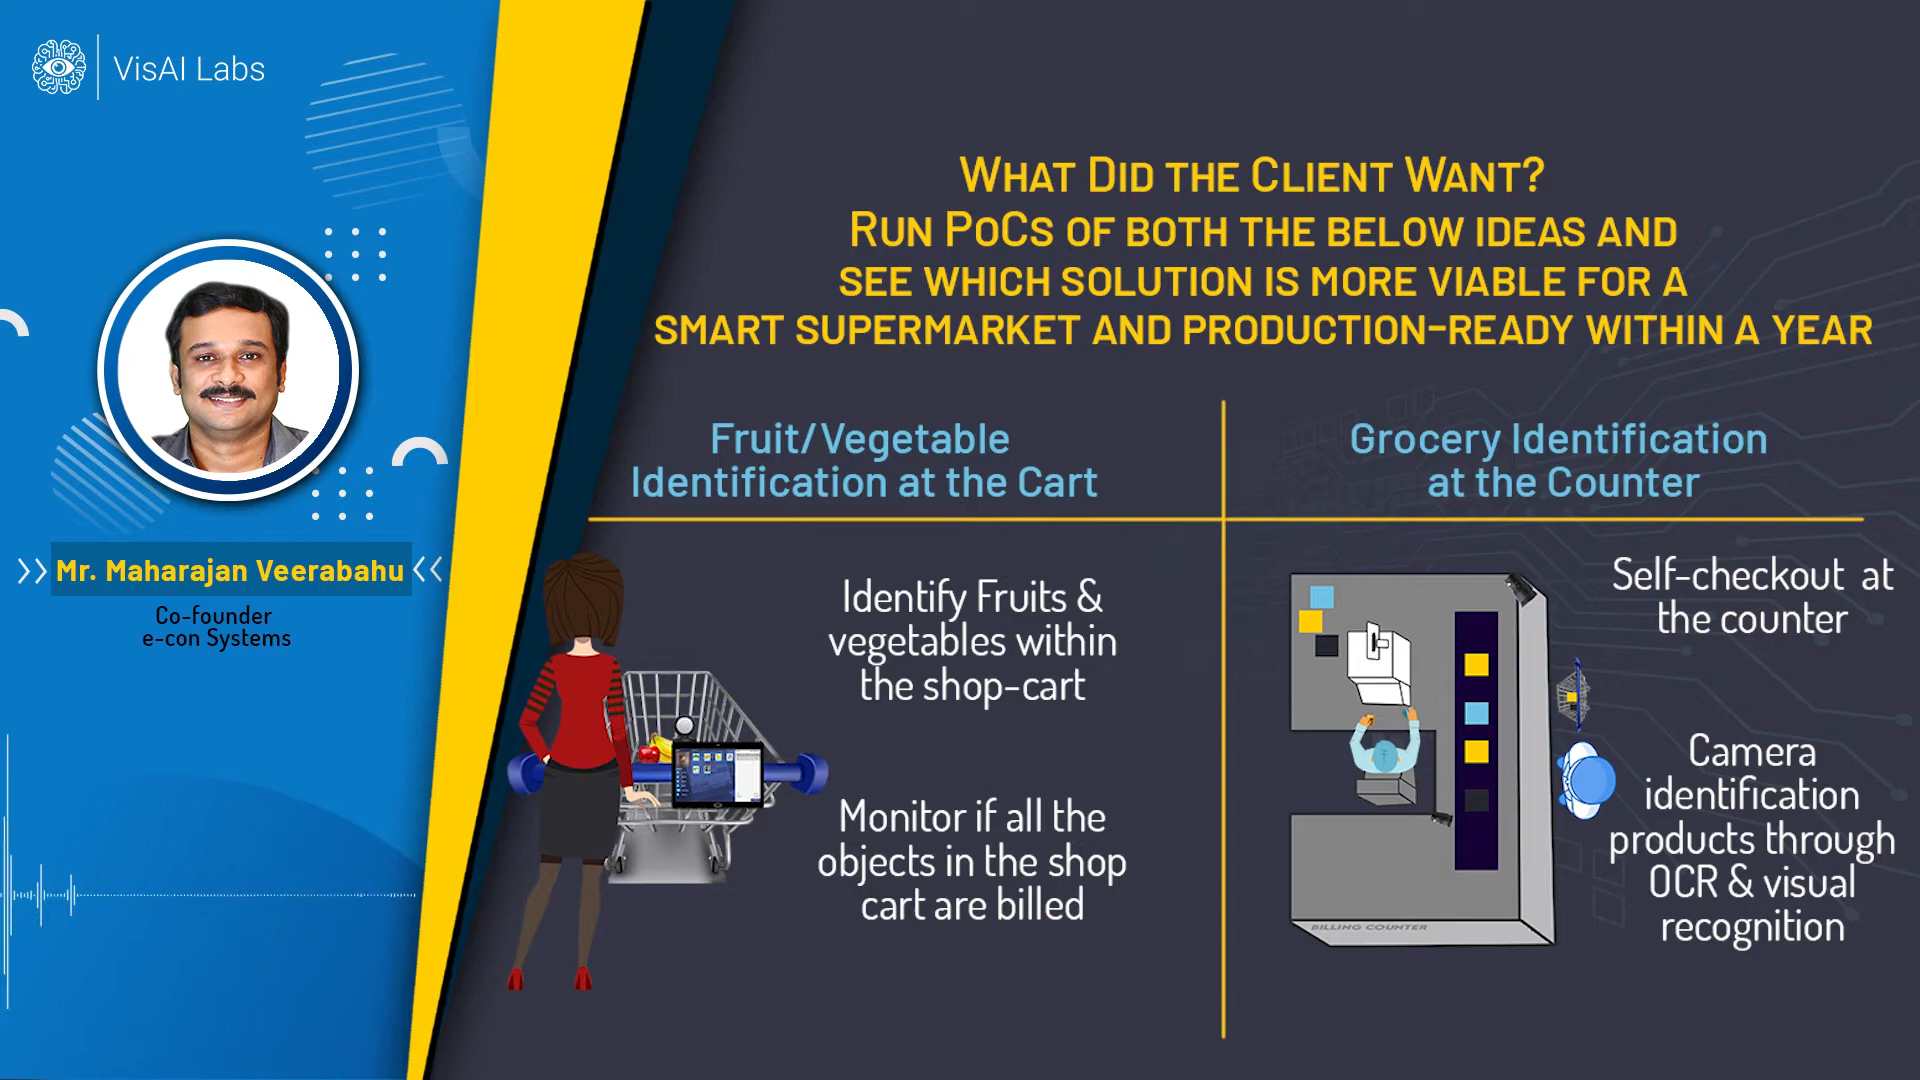 VisAI Labs
Mr. Maharajan Veerabahu
Co-founder
e-con Systems
WHAT DID THE CLIENT WANT?
RUN POCS OF BOTH THE BELOW IDEAS AND
SEE WHICH SOLUTION IS MORE VIABLE FOR A
SMART SUPERMARKET AND PRODUCTION-READY WITHIN A YEAR
Fruit/Vegetable
Identification at the Cart
Identify Fruits &
vegetables within
the shop-cart
Monitor if all the
objects in the shop
cart are billed
Grocery Identification
at the Counter
Self-checkout at
the counter
Camera
identification
products through
OCR & visual
recognition
BILLING COUNTER